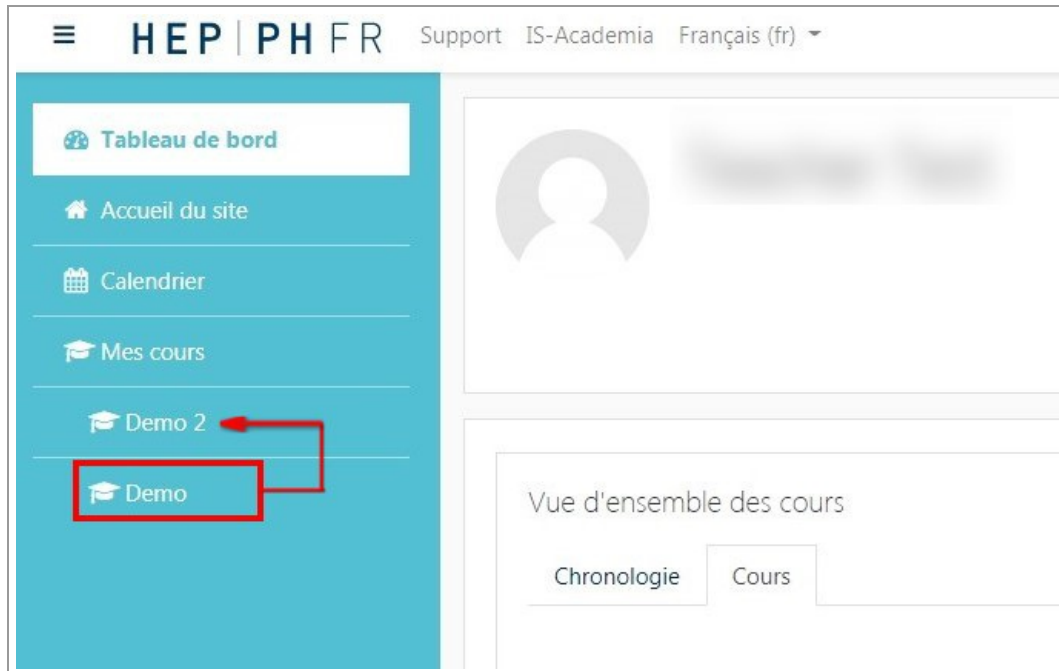 HEP|PH FR Support IS-Academia Français (fr)
Tableau de bord
Accueil du site
Calendrier
Mes cours
Demo 2
Demo
Vue d'ensemble des cours
Chronologie Cours